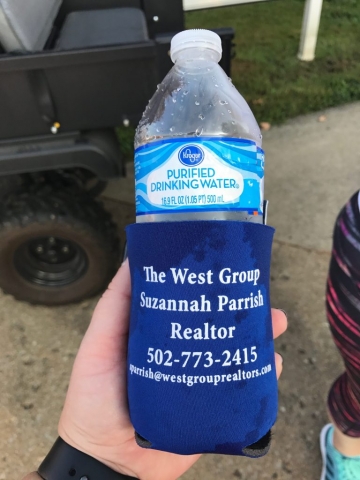 Kroger
PURIFIED
DRINKING WATER
16.9 FL OZ (1.05 PT) 500 mL
The West Group
Suzannah Parrish
Realtor
502-773-2415
parrish@westgrouprealtors.com